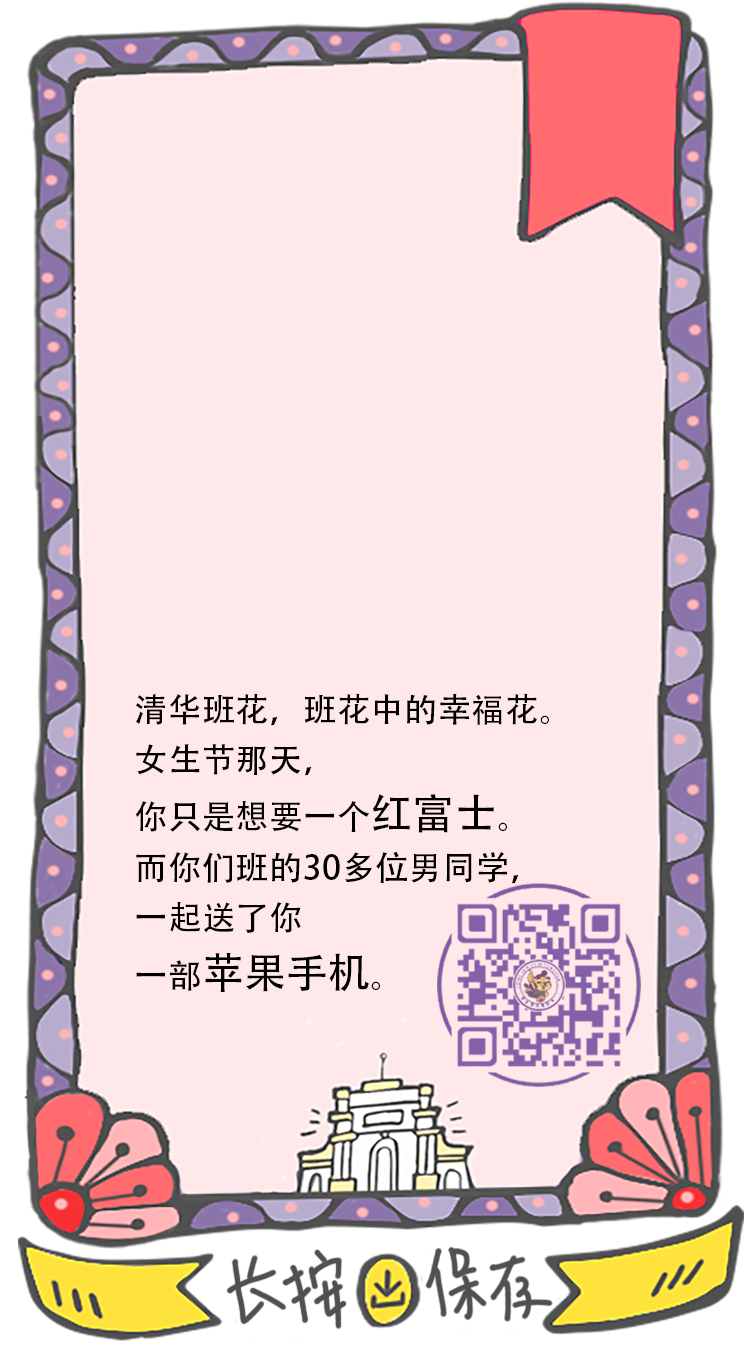 清华班花，班花中的幸福花。
女生节那天，
你只是想要一个红富士。
而你们班的30多位男同学，
一起送了你
一部苹果手机。
长按保存